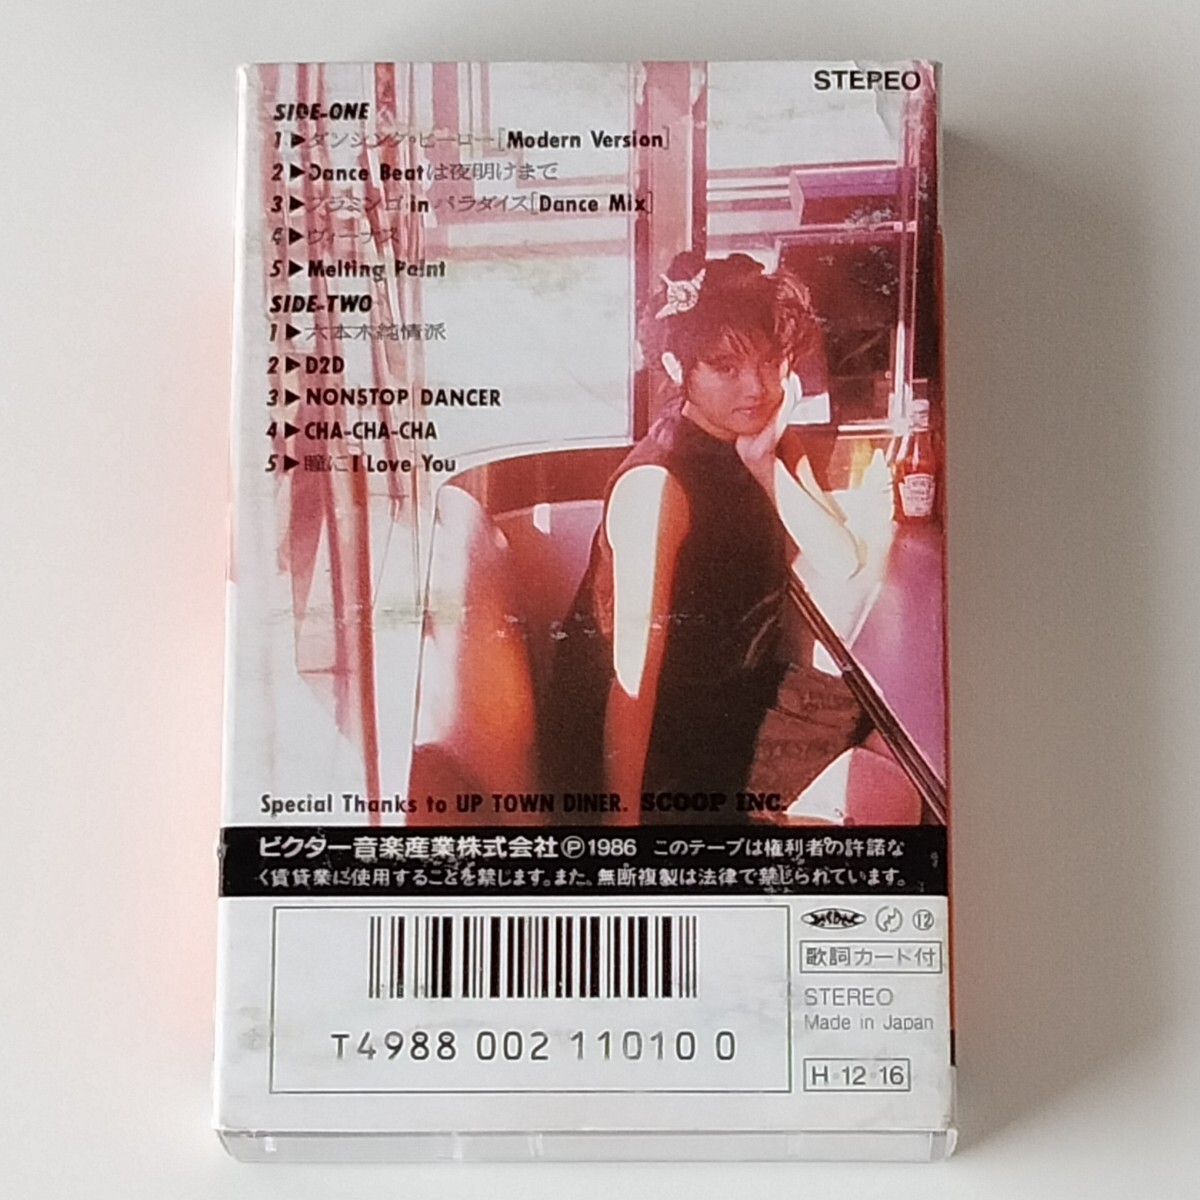 STEREO
SIDE-ONE
1▶ダンシング・ヒーロー[Modern Version]
2▶Dance Beatは夜明けまで
3▶フラミンゴ in パラダイス[Dance Mix]
4▶ヴィーナス
5▶Melting Point
SIDE-TWO
1▶六本木純情派
2▶D2D
3▶NONSTOP DANCER
4▶CHA-CHA-CHA
5▶瞳に I Love You
Special Thanks to UP TOWN DINER. SCOOP INC.
ビクター音楽産業株式会社Ⓟ1986 このテープは権利者の許諾な
く賃貸業に使用することを禁じます。また、無断複製は法律で禁じられています。
⑫
歌詞カード付
STEREO
Made in Japan
T4988 002 11010 0
H・12・16